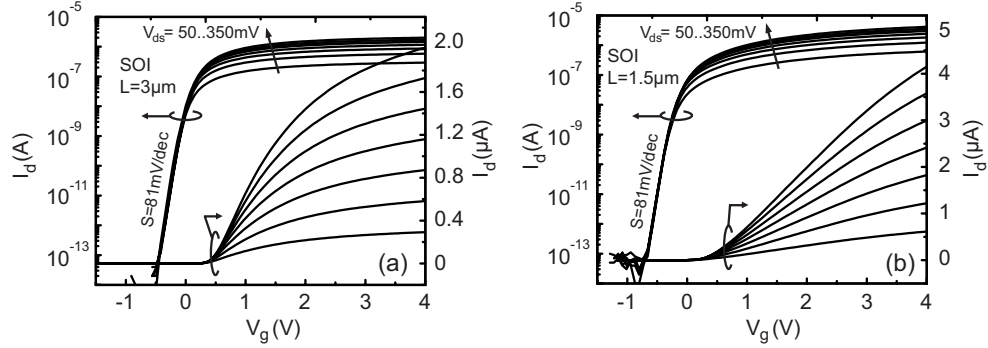 10⁻⁵
10⁻⁷
10⁻⁹
10⁻¹¹
10⁻¹³
I_d(A)
V_ds= 50..350mV
SOI
L=3µm
S=81mV/dec
(a)
2.0
1.6
1.2
0.8
0.4
0
I_d(µA)
-1 0 1 2 3 4
V_g(V)
10⁻⁵
10⁻⁷
10⁻⁹
10⁻¹¹
10⁻¹³
I_d(A)
V_ds= 50..350mV
SOI
L=1.5µm
S=81mV/dec
(b)
5
4
3
2
1
0
I_d(µA)
-1 0 1 2 3 4
V_g(V)